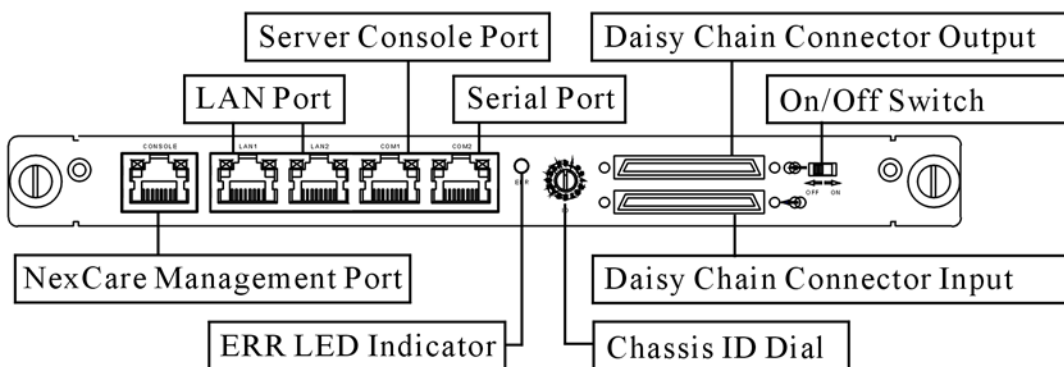 Server Console Port
Daisy Chain Connector Output
LAN Port
Serial Port
On/Off Switch
CONSOLE
LAN1
LAN2
COM1
COM2
ERR
ID
OFF ON
NexCare Management Port
Daisy Chain Connector Input
ERR LED Indicator
Chassis ID Dial